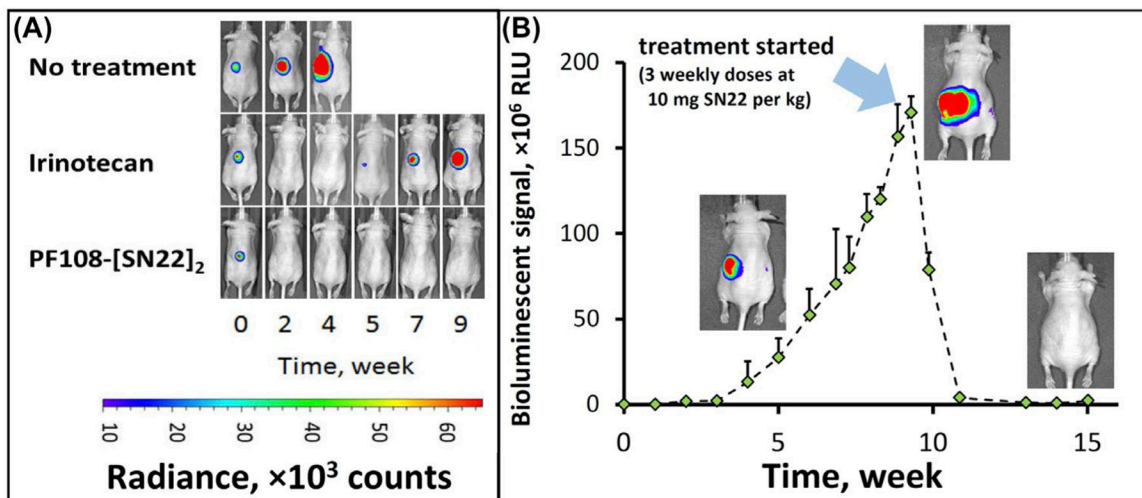 (A)
No treatment
Irinotecan
PF108-[SN22]₂
0 2 4 5 7 9
Time, week
10 20 30 40 50 60
Radiance, ×10³ counts
(B)
treatment started
(3 weekly doses at
10 mg SN22 per kg)
Bioluminescent signal, ×10⁶ RLU
200
150
100
50
0
0 5 10 15
Time, week